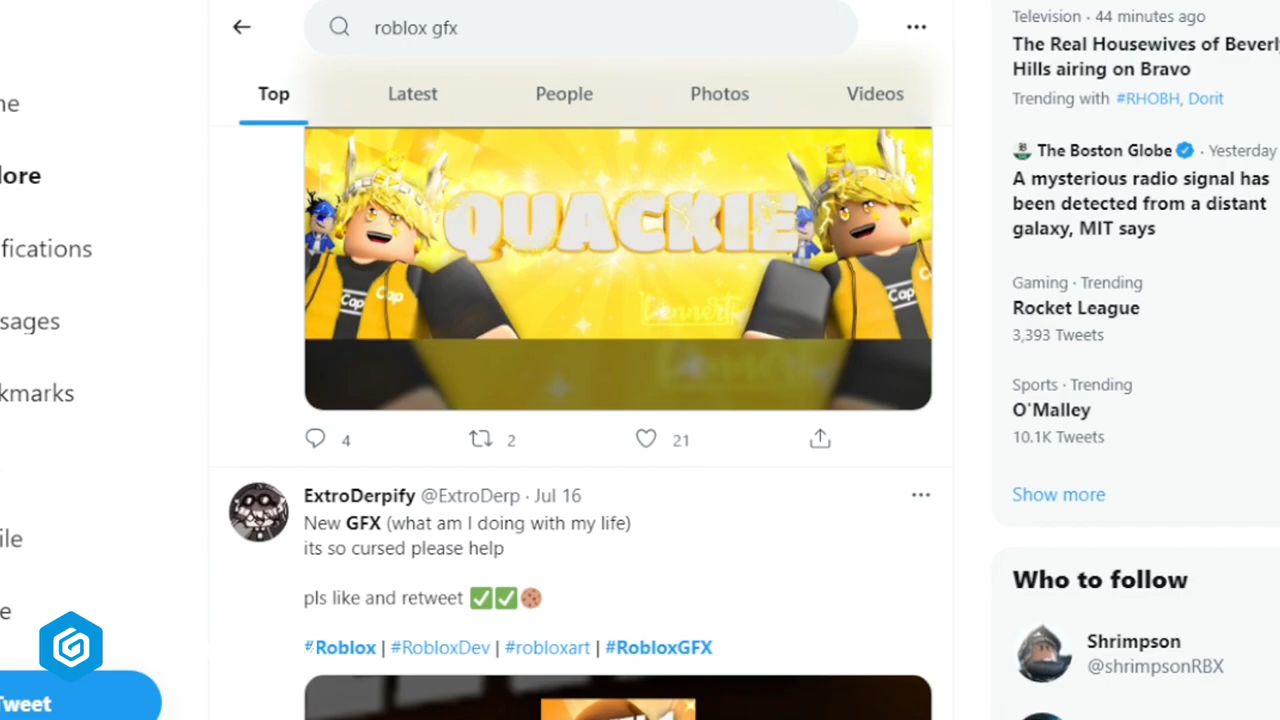 roblox gfx
Top
Latest
People
Photos
Videos
ne
lore
fications
sages
kmarks
ile
e
Tweet
QUACKIE
Cap
Cap
Cap
4
2
21
ExtroDerpify @ExtroDerp · Jul 16
New GFX (what am I doing with my life)
its so cursed please help
pls like and retweet ✅✅🍪
#Roblox | #RobloxDev | #robloxart | #RobloxGFX
Television · 44 minutes ago
The Real Housewives of Beverly
Hills airing on Bravo
Trending with #RHOBH, Dorit
The Boston Globe · Yesterday
A mysterious radio signal has
been detected from a distant
galaxy, MIT says
Gaming · Trending
Rocket League
3,393 Tweets
Sports · Trending
O'Malley
10.1K Tweets
Show more
Who to follow
Shrimpson
@shrimpsonRBX